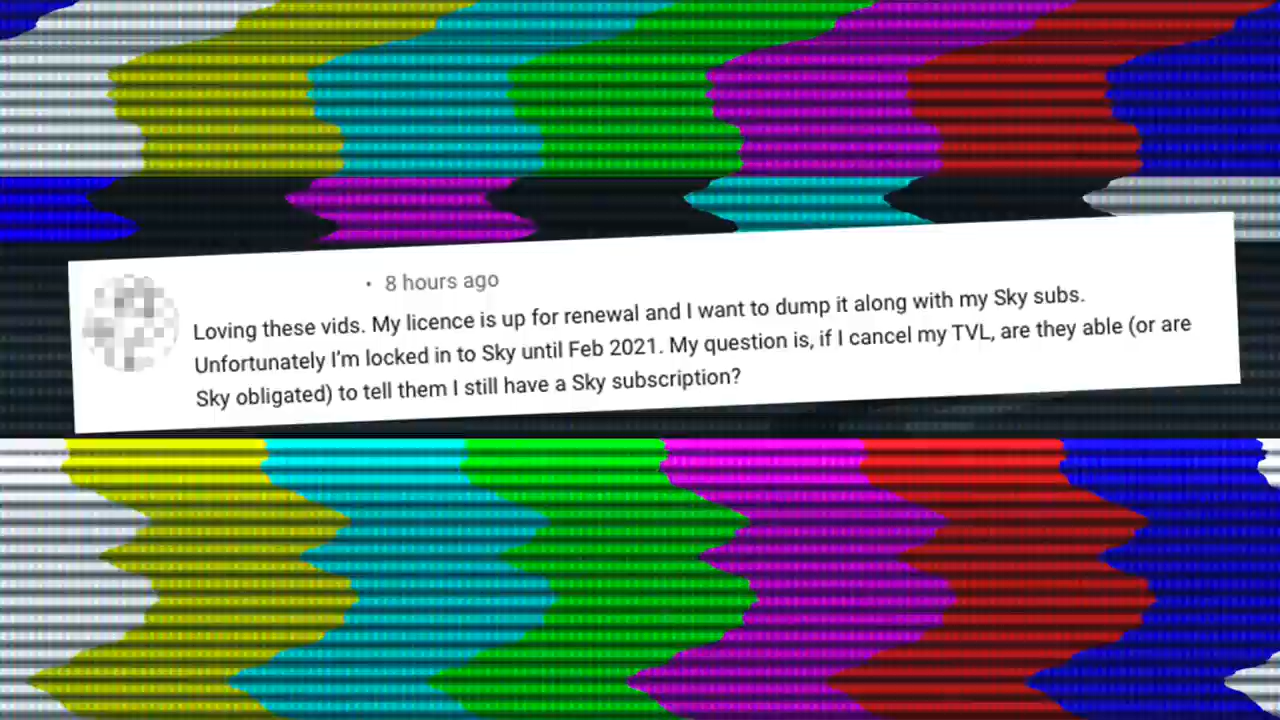 • 8 hours ago
Loving these vids. My licence is up for renewal and I want to dump it along with my Sky subs.
Unfortunately I'm locked in to Sky until Feb 2021. My question is, if I cancel my TVL, are they able (or are
Sky obligated) to tell them I still have a Sky subscription?